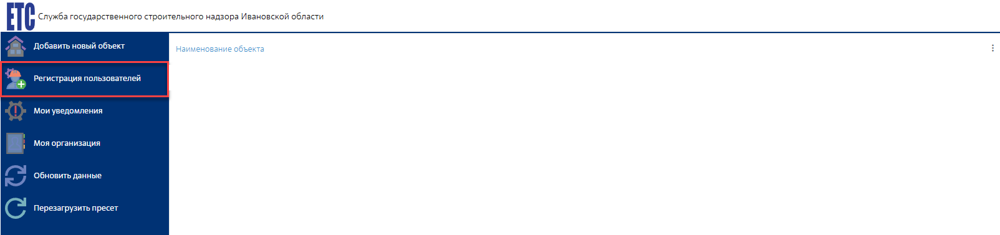 ETC Служба государственного строительного надзора Ивановской области
Добавить новый объект
Наименование объекта
Регистрация пользователей
Мои уведомления
Моя организация
Обновить данные
Перезагрузить пресет